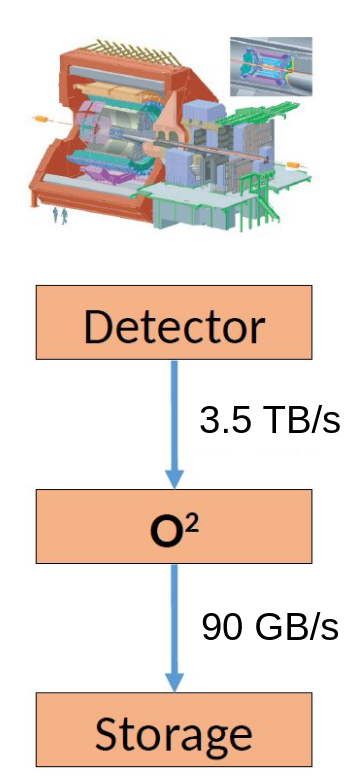 Detector
3.5 TB/s
O²
90 GB/s
Storage